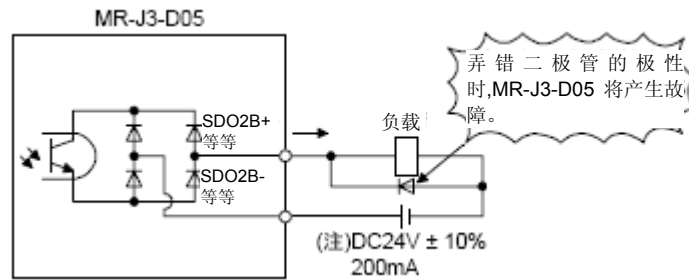 MR-J3-D05
弄错二极管的极性
时,MR-J3-D05 将产生故
障。
SDO2B+
等等
负载
SDO2B-
等等
(注)DC24V ± 10%
200mA